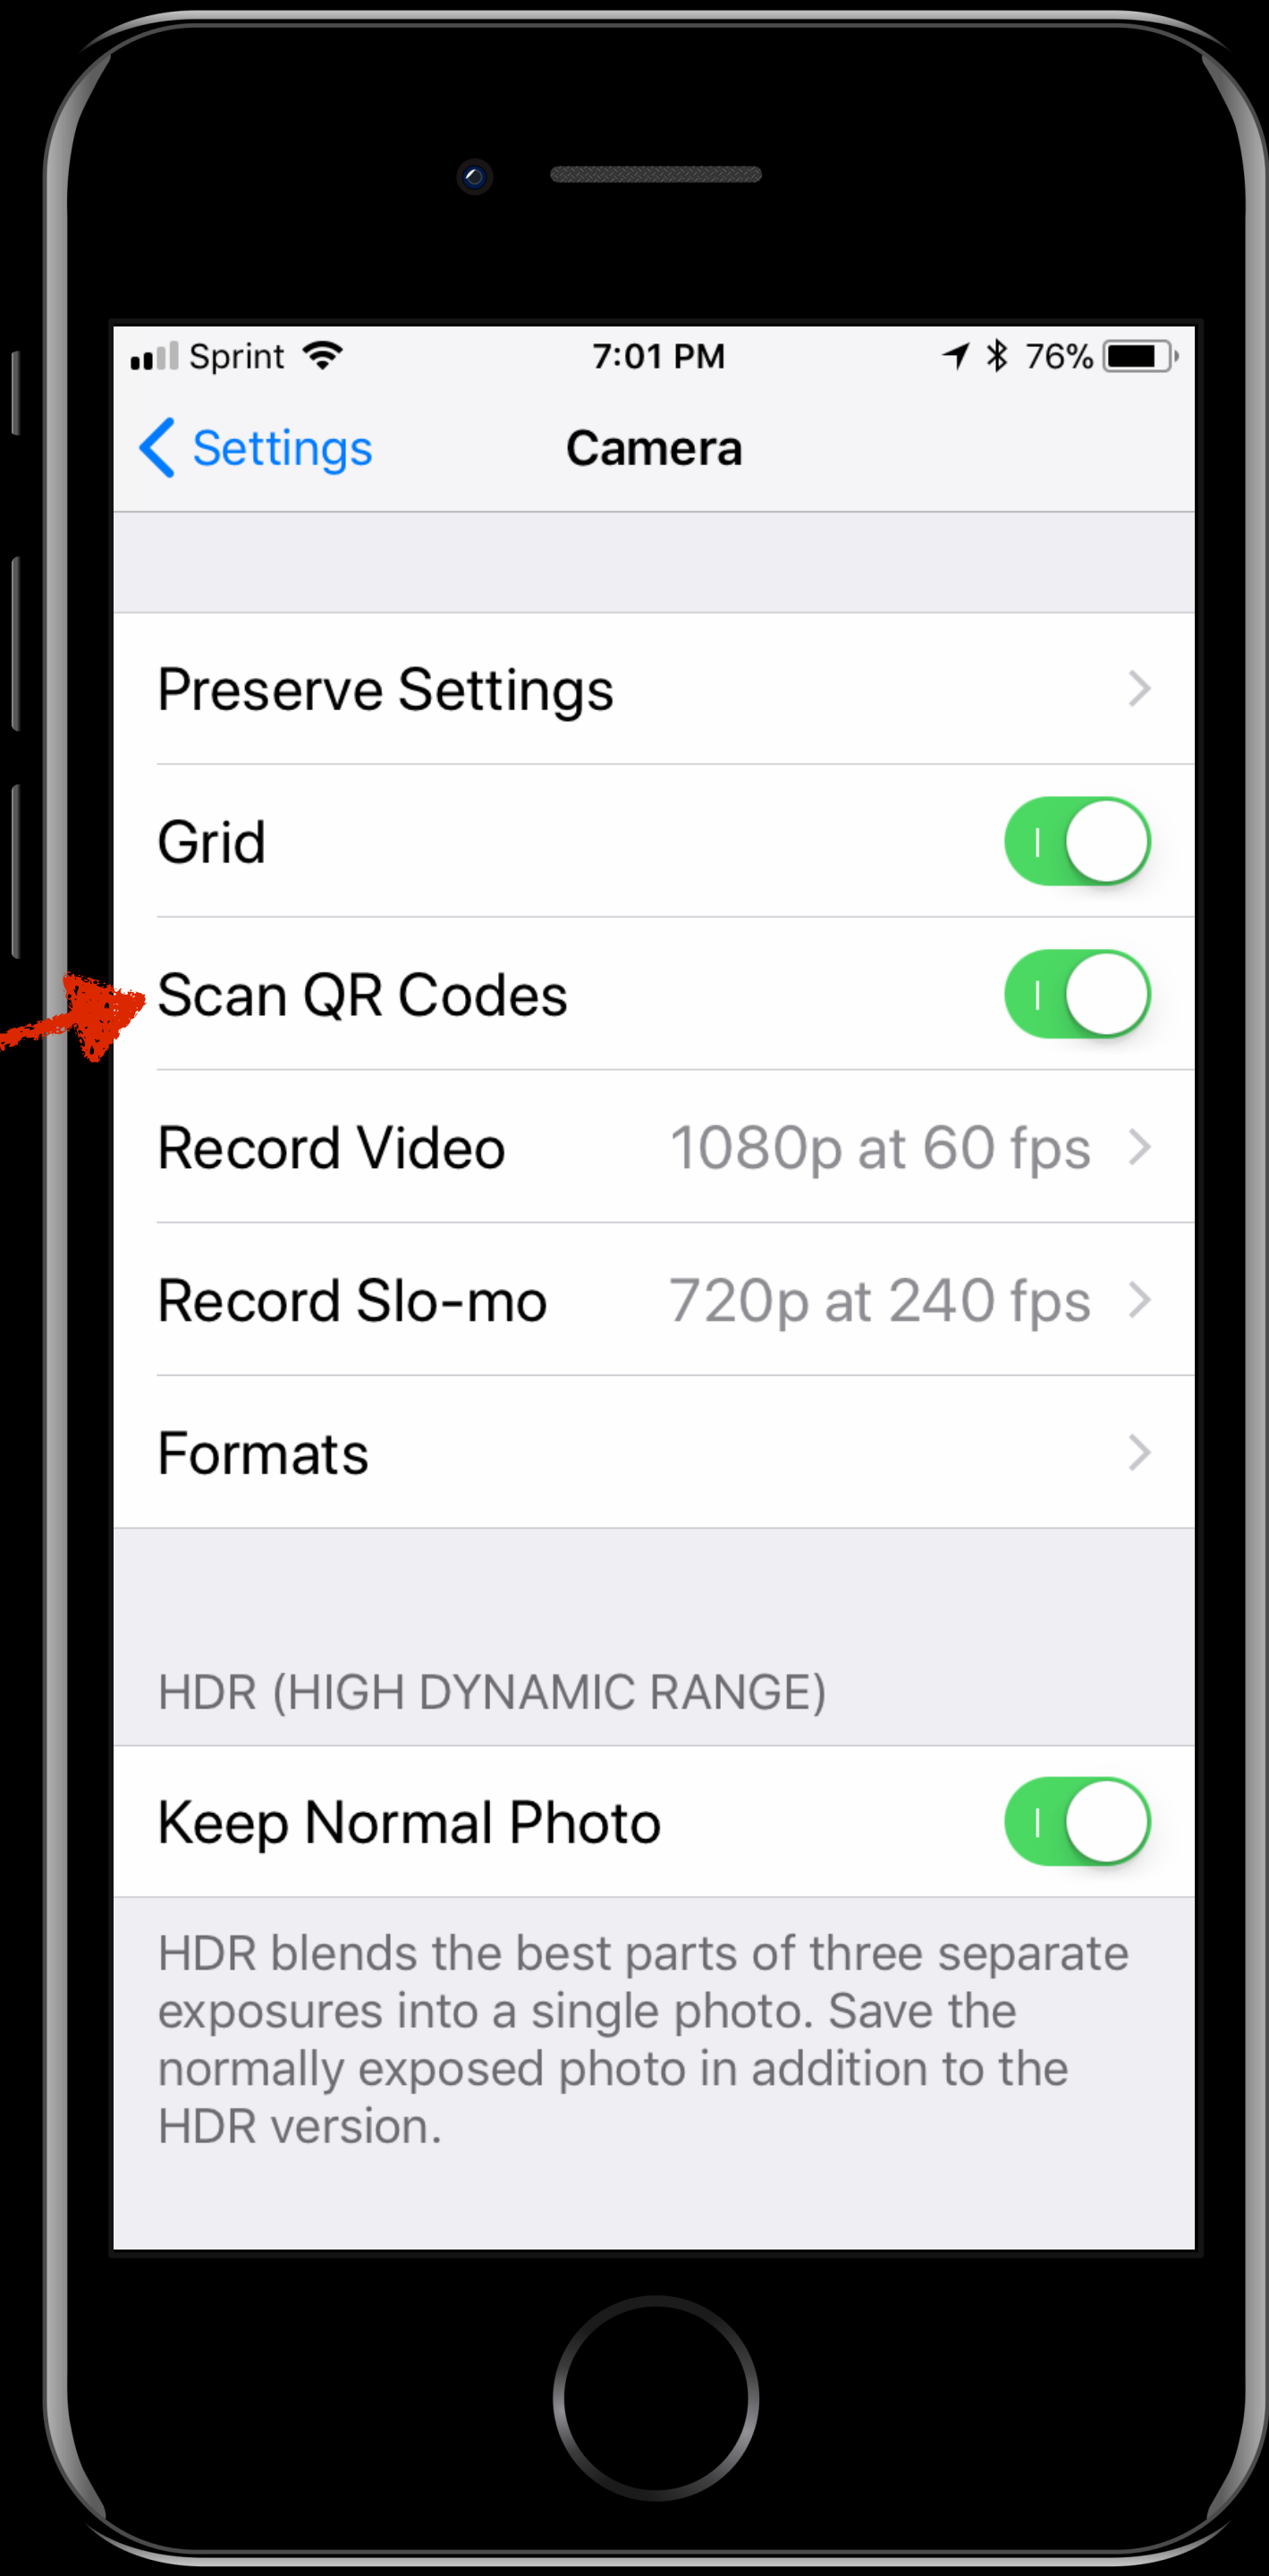 Sprint 7:01 PM 76%
Settings Camera
Preserve Settings
Grid
Scan QR Codes
Record Video 1080p at 60 fps
Record Slo-mo 720p at 240 fps
Formats
HDR (HIGH DYNAMIC RANGE)
Keep Normal Photo
HDR blends the best parts of three separate
exposures into a single photo. Save the
normally exposed photo in addition to the
HDR version.